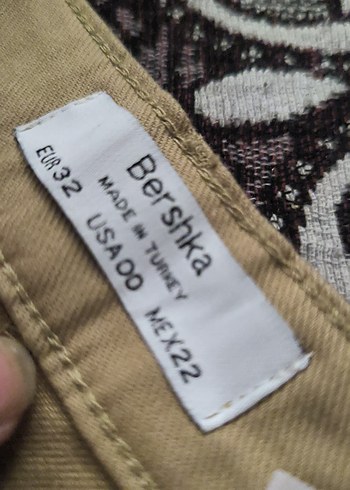 Bershka
MADE IN TURKEY
EUR 32 USA 00 MEX 22